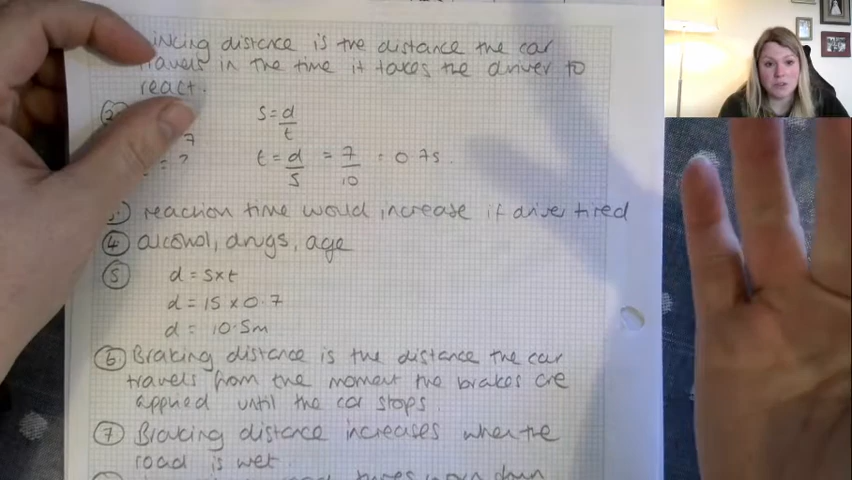 distance is the distance the car
in the time it takes the driver to
react.
s = d/t
7
= ?
t = d/s = 7/10 = 0.7s.
reaction time would increase if driver tired
④ alcohol, drugs, age
⑤ d = s x t
d = 15 x 0.7
d = 10.5m
⑥ Braking distance is the distance the car
travels from the moment the brakes are
applied until the car stops.
⑦ Braking distance increases when the
road is wet.